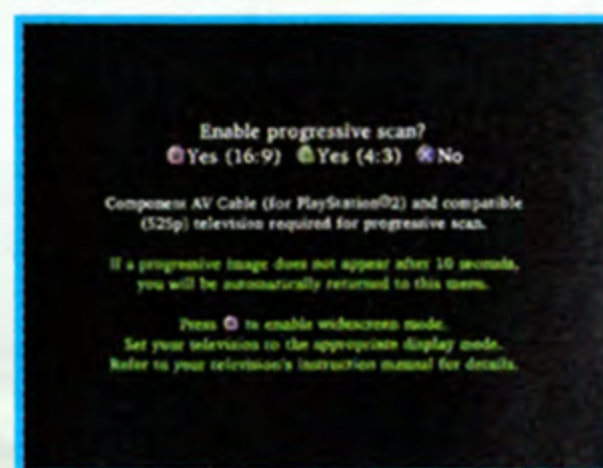 Enable progressive scan?
Yes (16:9) Yes (4:3) No
Component AV Cable (for PlayStation®2) and compatible
(525p) television required for progressive scan.
If a progressive image does not appear after 10 seconds,
you will be automatically returned to this menu.
Press to enable widescreen mode.
Set your television to the appropriate display mode.
Refer to your television's instruction manual for details.